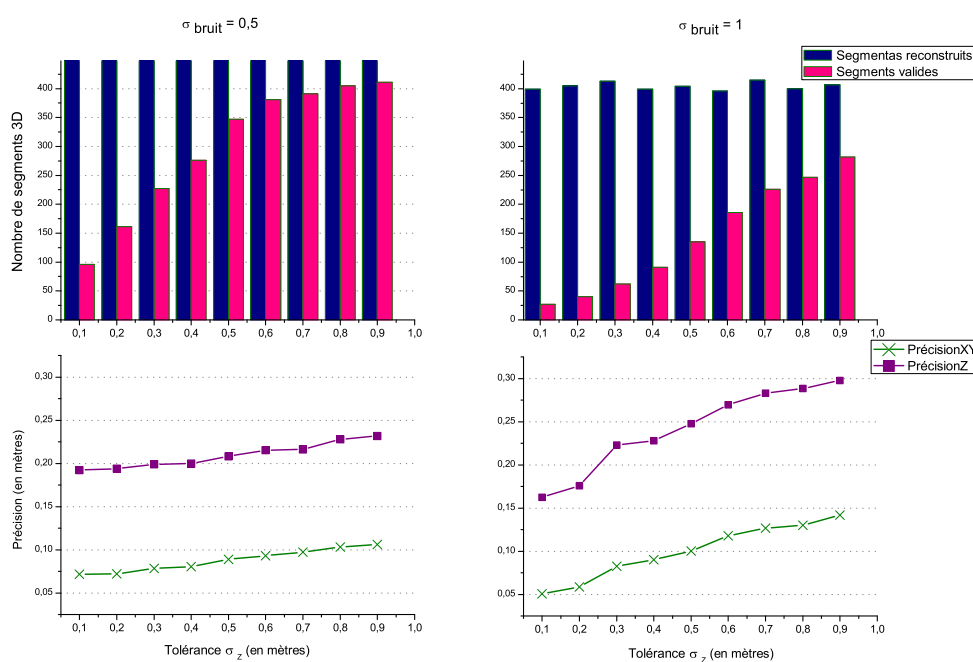 σ bruit = 0,5
σ bruit = 1
Segmentas reconstruits
Segments valides
Nombre de segments 3D
400
350
300
250
200
150
100
50
0
0,1 0,2 0,3 0,4 0,5 0,6 0,7 0,8 0,9 1,0
400
350
300
250
200
150
100
50
0
0,1 0,2 0,3 0,4 0,5 0,6 0,7 0,8 0,9 1,0
PrécisionXY
PrécisionZ
Précision (en mètres)
0,30
0,25
0,20
0,15
0,10
0,05
0,1 0,2 0,3 0,4 0,5 0,6 0,7 0,8 0,9 1,0
Tolérance σ z (en mètres)
0,30
0,25
0,20
0,15
0,10
0,05
0,1 0,2 0,3 0,4 0,5 0,6 0,7 0,8 0,9 1,0
Tolérance σ z (en mètres)